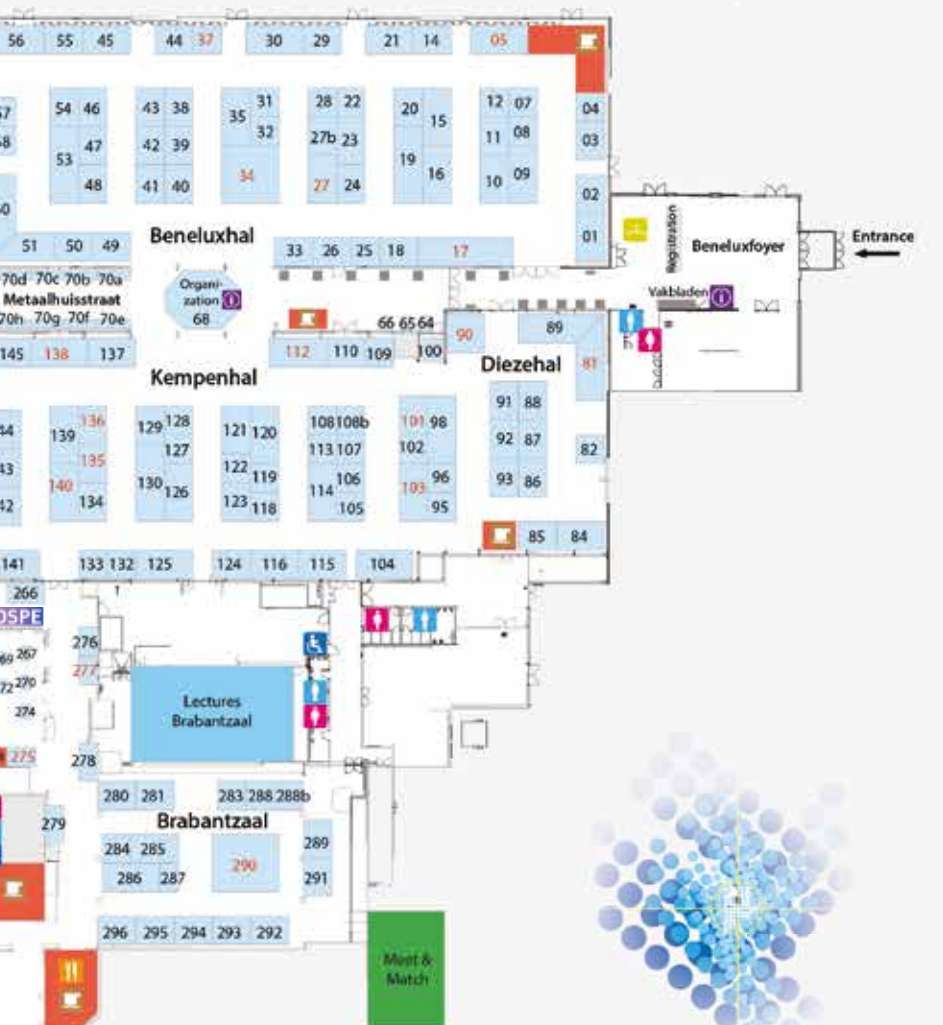 56 55 45 44 37 30 29 21 14 05
54 46 43 38 35 31 28 22 20 15 12 07 04
32 27b 23 11 08 03
53 47 42 39 19 16
48 41 40 34 27 24 10 09 02
51 50 49 Beneluxhal 33 26 25 18 17 01
Registration
Beneluxfoyer
Entrance
70d 70c 70b 70a
Metaalhuisstraat
70h 70g 70f 70e
Organi-
zation
68
Vakbladen
66 65 64 90 89
145 138 137 112 110 109 100 81
Kempenhal
Diezehal
91 88
136 129 128 121 120 108 108b 101 98
139 127 113 107 102 92 87 82
135 122 119 106 96 93 86
140 134 130 126 123 118 114 105 103 95
85 84
141 133 132 125 124 116 115 104
266
OSPE
276
267
277
270
274
275
278
Lectures
Brabantzaal
280 281 283 288 288b
279
Brabantzaal
284 285 290 289
286 287 291
296 295 294 293 292
Meet &
Match